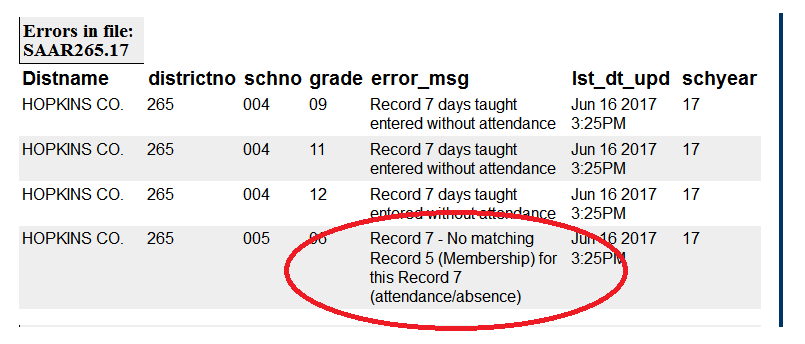 Errors in file:
SAAR265.17
Distname districtno schno grade error_msg lst_dt_upd schyear
HOPKINS CO. 265 004 09 Record 7 days taught Jun 16 2017 17
entered without attendance 3:25PM
HOPKINS CO. 265 004 11 Record 7 days taught Jun 16 2017 17
entered without attendance 3:25PM
HOPKINS CO. 265 004 12 Record 7 days taught Jun 16 2017 17
entered without attendance 3:25PM
HOPKINS CO. 265 005 06 Record 7 - No matching Jun 16 2017 17
Record 5 (Membership) for 3:25PM
this Record 7
(attendance/absence)